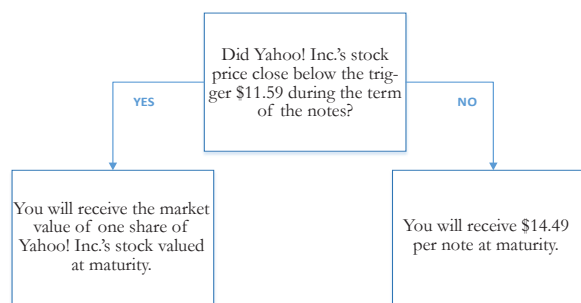 Did Yahoo! Inc.'s stock
price close below the trig-
ger $11.59 during the term
of the notes?
YES
NO
You will receive the market
value of one share of
Yahoo! Inc.'s stock valued
at maturity.
You will receive $14.49
per note at maturity.